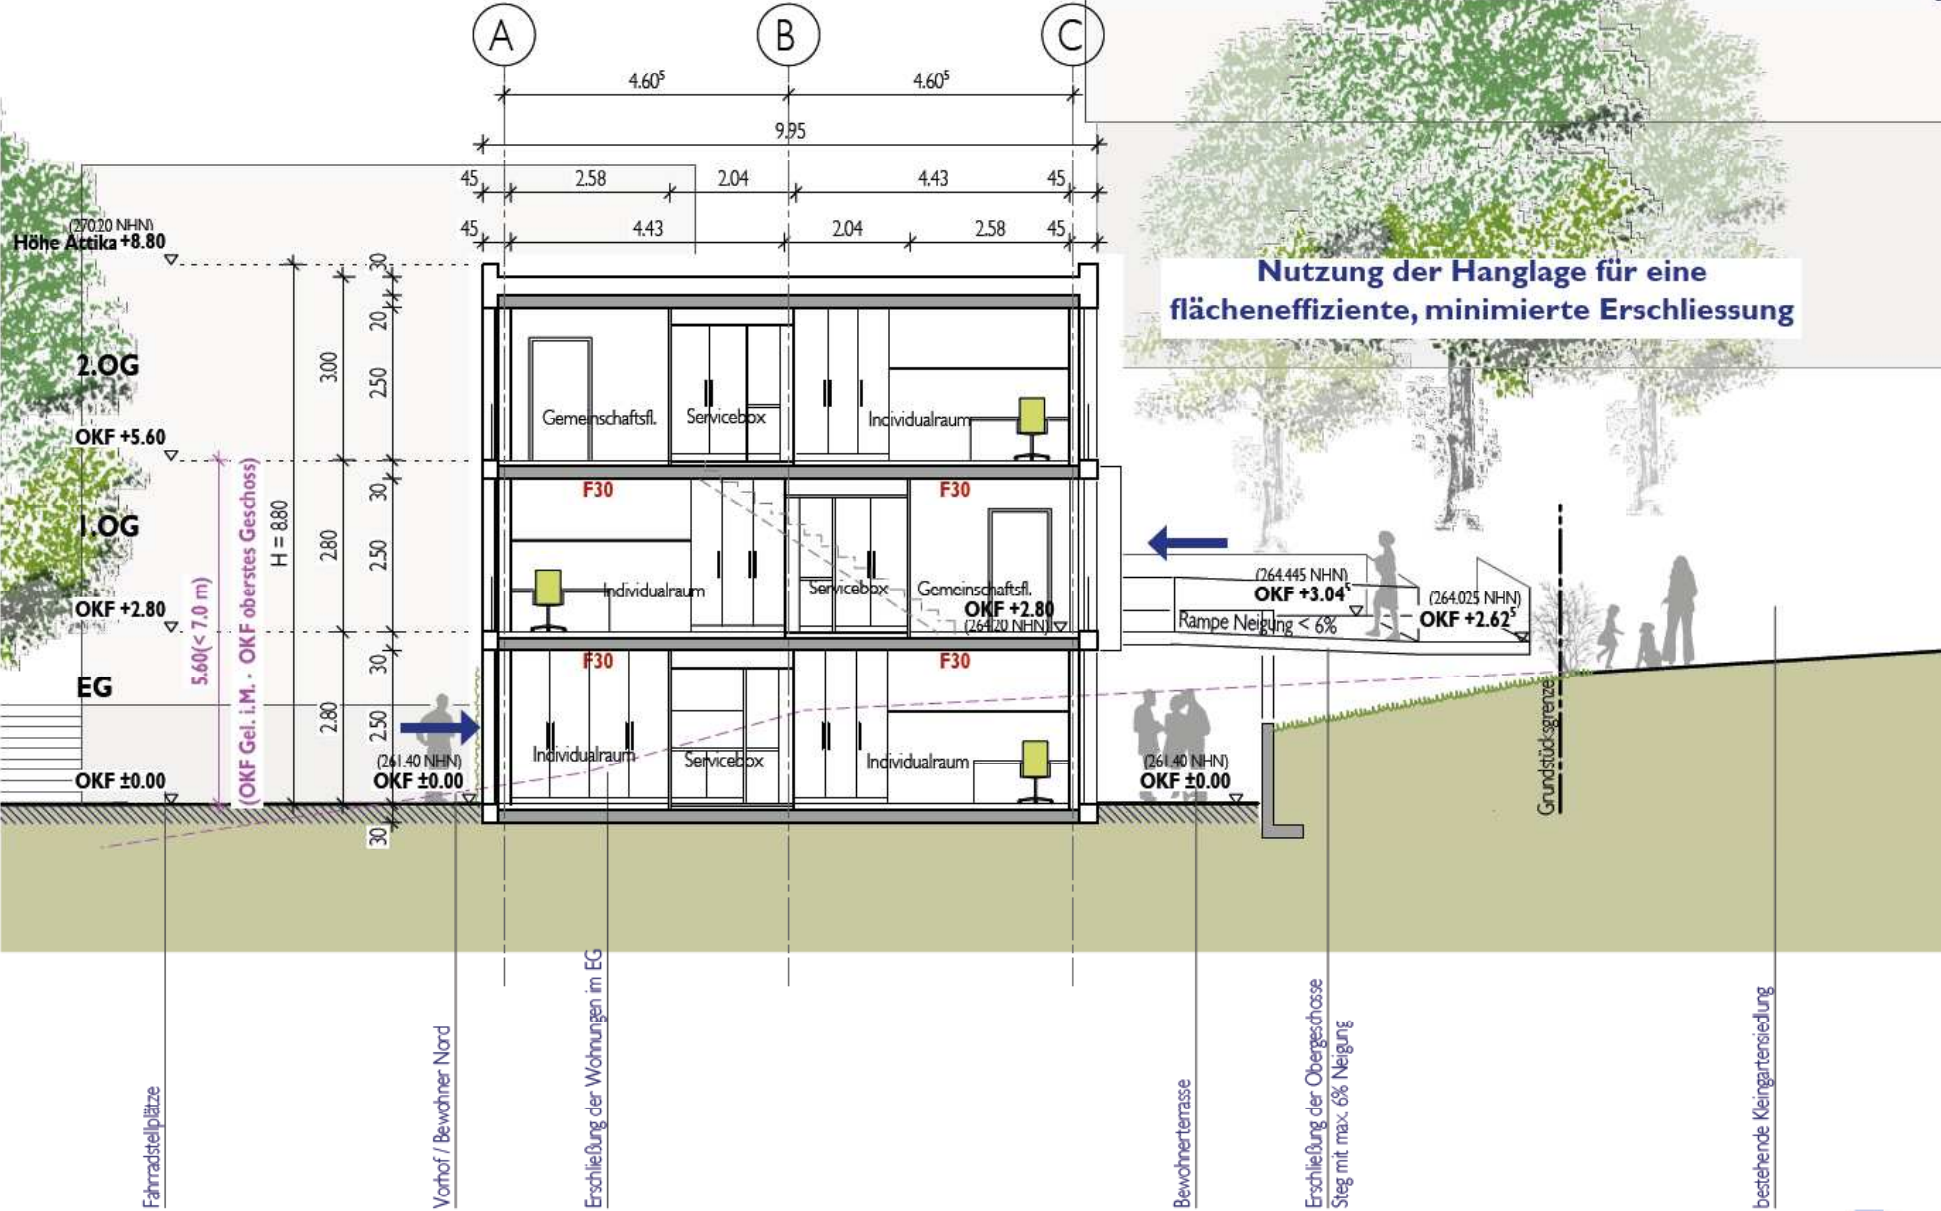 A B C
4.60⁵ 4.60⁵
9.95
45 2.58 2.04 4.43 45
45 4.43 2.04 2.58 45
(270.20 NHN)
Höhe Attika +8.80
Nutzung der Hanglage für eine
flächeneffiziente, minimierte Erschliessung
30
20
2.OG
3.00
2.50
Gemeinschaftsfl. Servicebox Individualraum
OKF +5.60
30
F30 F30
1.OG
H = 8.80
2.80
2.50
Individualraum Servicebox Gemeinschaftsfl.
OKF +2.80
(264.20 NHN)
(264.445 NHN)
OKF +3.04⁵
Rampe Neigung < 6%
(264.025 NHN)
OKF +2.62⁵
OKF +2.80
5.60(< 7.0 m)
(OKF Gel. i.M. - OKF oberstes Geschoss)
30
F30 F30
EG
2.80
2.50
Individualraum Servicebox Individualraum
OKF ±0.00
(261.40 NHN)
OKF ±0.00
(261.40 NHN)
OKF ±0.00
30
Grundstücksgrenze
Fahrradstellplätze
Vorhof / Bewohner Nord
Erschließung der Wohnungen im EG
Bewohnerterrasse
Erschließung der Obergeschosse
Steg mit max. 6% Neigung
bestehende Kleingartensiedlung